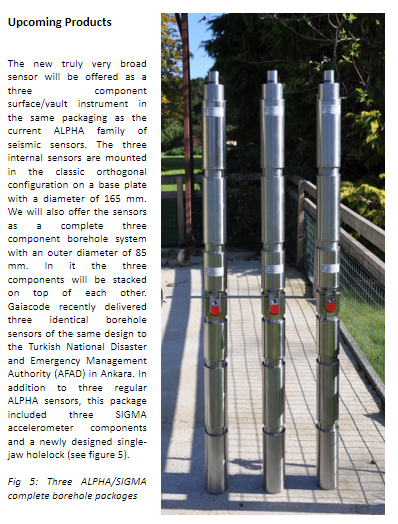 Upcoming Products
The new truly very broad
sensor will be offered as a
three component
surface/vault instrument in
the same packaging as the
current ALPHA family of
seismic sensors. The three
internal sensors are mounted
in the classic orthogonal
configuration on a base plate
with a diameter of 165 mm.
We will also offer the sensors
as a complete three
component borehole system
with an outer diameter of 85
mm. In it the three
components will be stacked
on top of each other.
Gaiacode recently delivered
three identical borehole
sensors of the same design to
the Turkish National Disaster
and Emergency Management
Authority (AFAD) in Ankara. In
addition to three regular
ALPHA sensors, this package
included three SIGMA
accelerometer components
and a newly designed single-
jaw holelock (see figure 5).
Fig 5: Three ALPHA/SIGMA
complete borehole packages